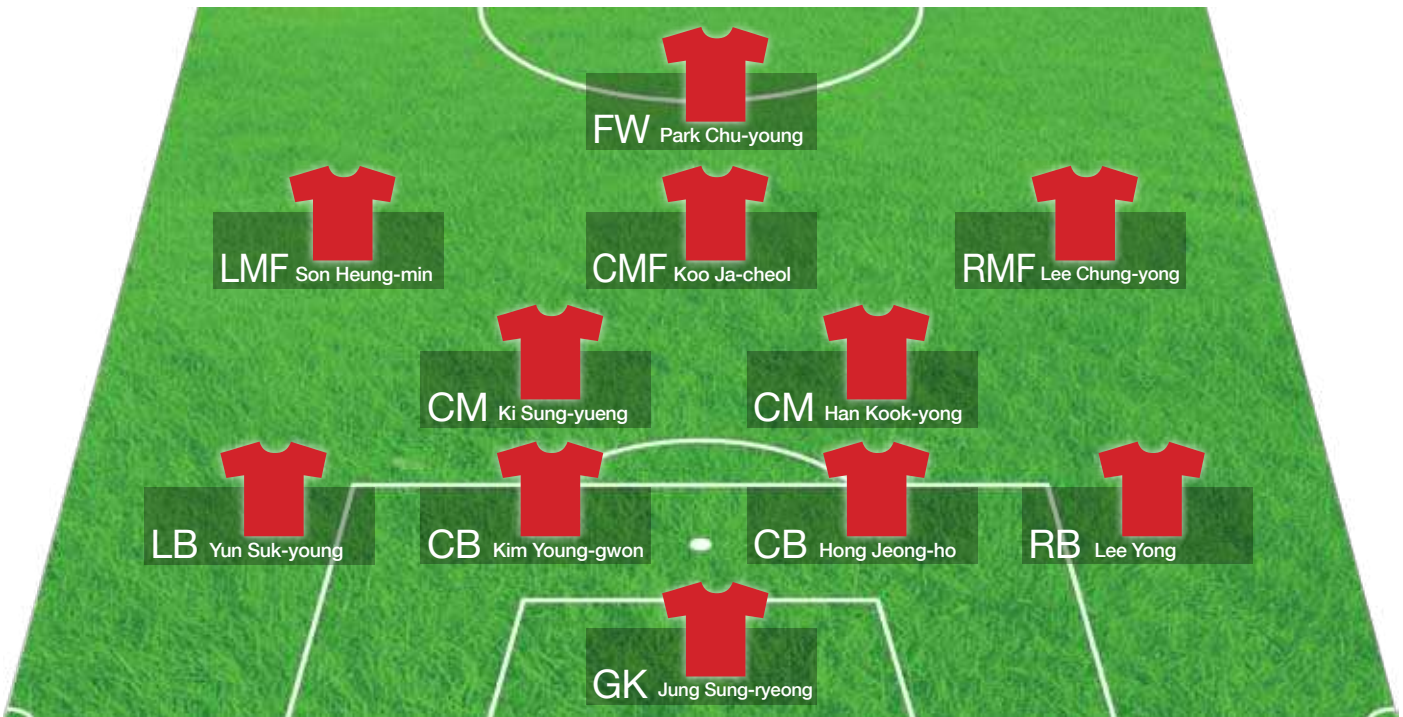 FW Park Chu-young
LMF Son Heung-min
CMF Koo Ja-cheol
RMF Lee Chung-yong
CM Ki Sung-yueng
CM Han Kook-yong
LB Yun Suk-young
CB Kim Young-gwon
CB Hong Jeong-ho
RB Lee Yong
GK Jung Sung-ryeong